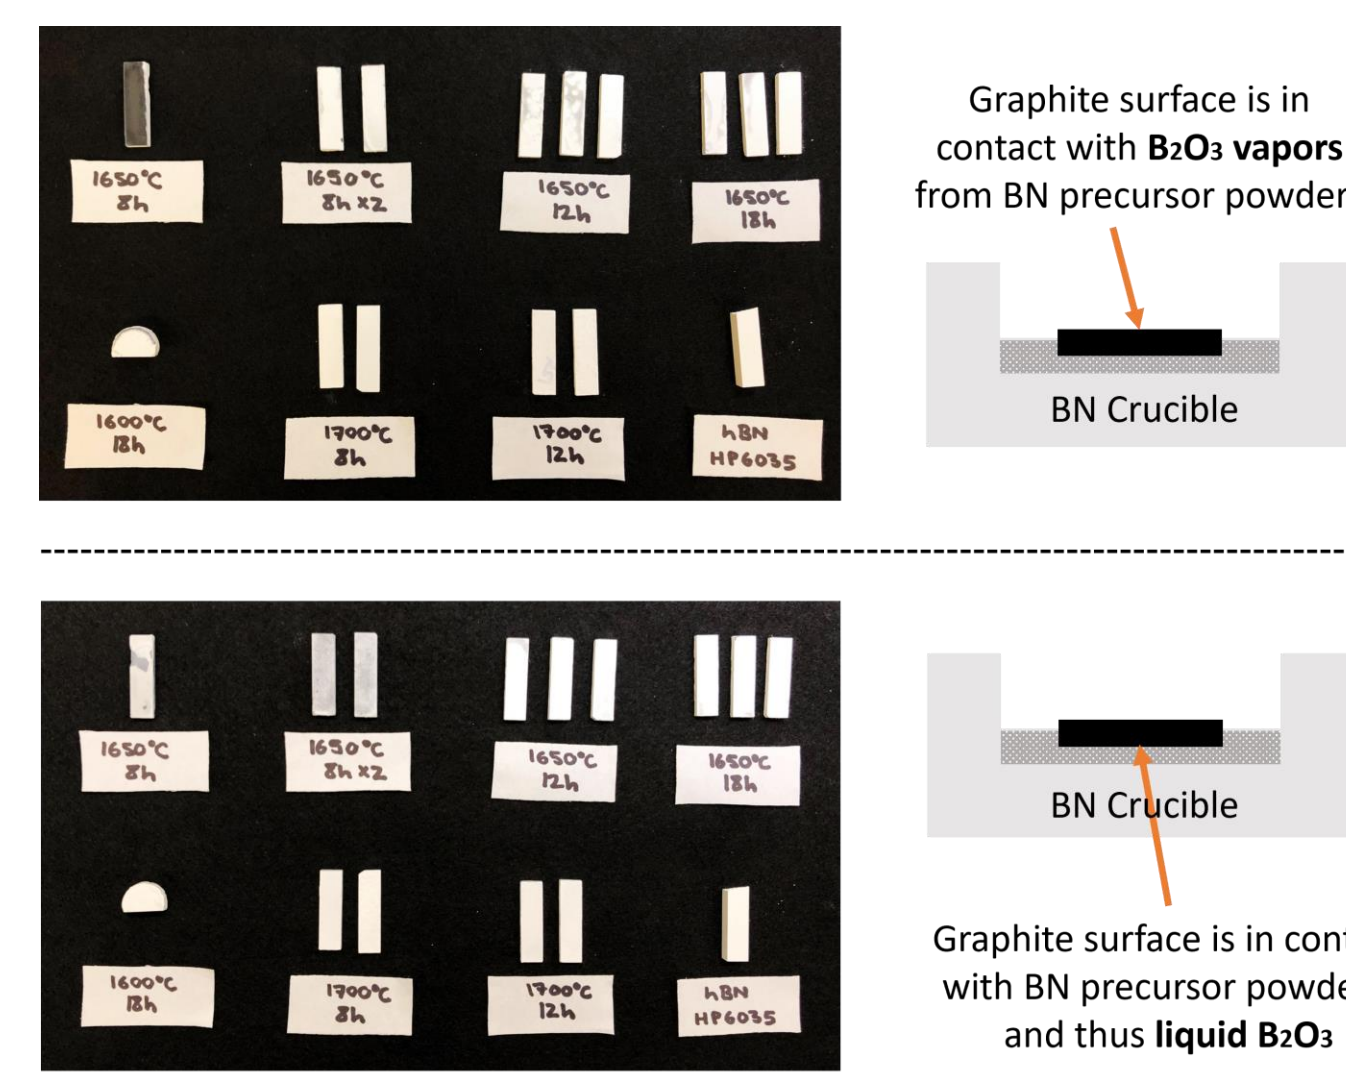 1650°C
8h
1650°C
8h x2
1650°C
12h
1650°C
18h
1600°C
18h
1700°C
8h
1700°C
12h
hBN
HP6035
Graphite surface is in
contact with B2O3 vapors
from BN precursor powder
BN Crucible
1650°C
8h
1650°C
8h x2
1650°C
12h
1650°C
18h
1600°C
18h
1700°C
8h
1700°C
12h
hBN
HP6035
BN Crucible
Graphite surface is in
with BN precursor
and thus liquid B2O3